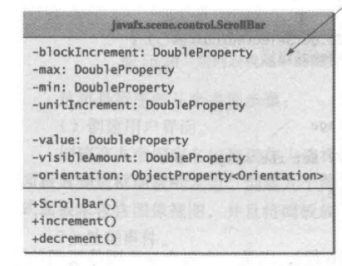 javafx.scene.control.ScrollBar
-blockIncrement: DoubleProperty
-max: DoubleProperty
-min: DoubleProperty
-unitIncrement: DoubleProperty
-value: DoubleProperty
-visibleAmount: DoubleProperty
-orientation: ObjectProperty<Orientation>
+ScrollBar()
+increment()
+decrement()